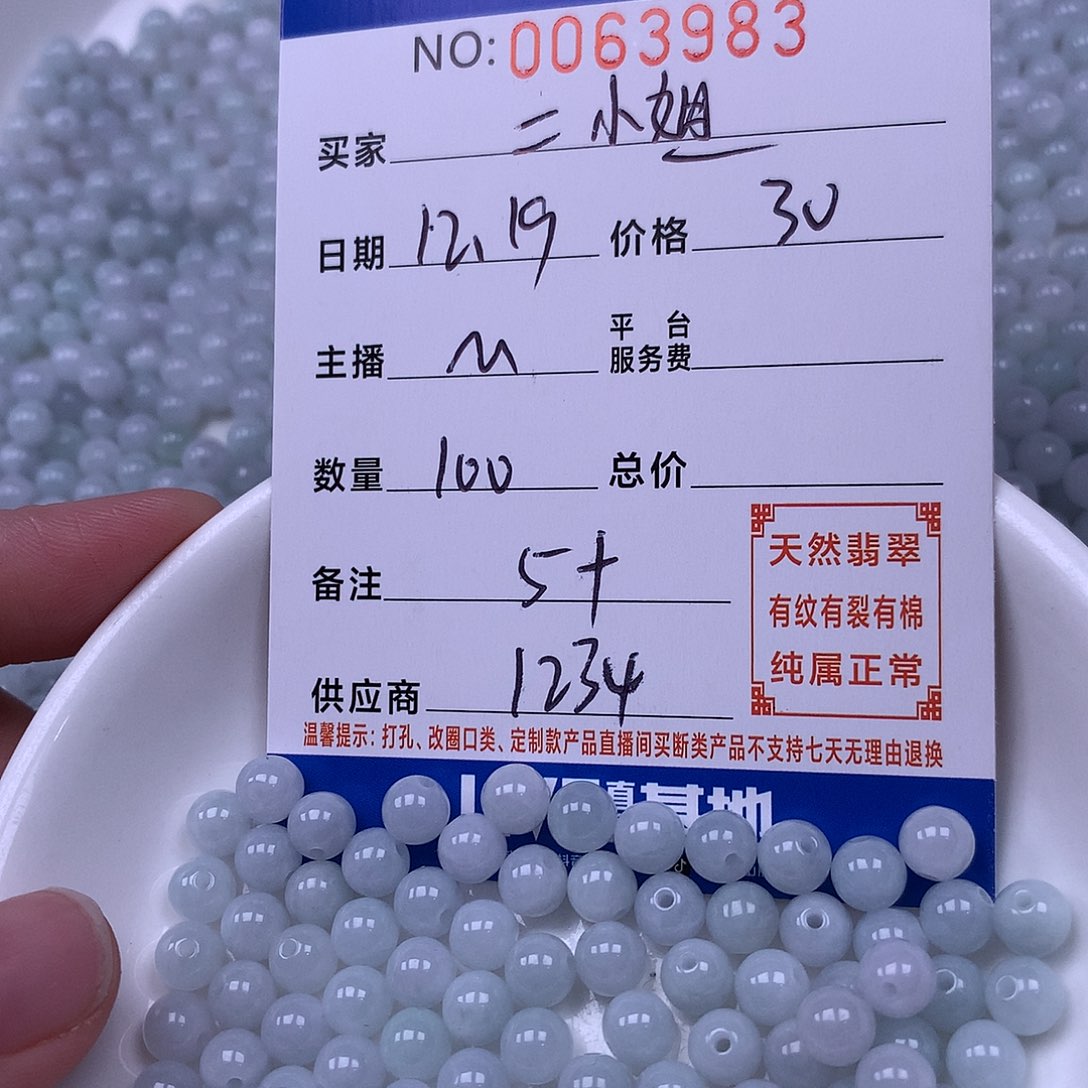 NO:0063983
买家 二小姐
日期 12.19 价格 30
主播 M 平台服务费
数量 100 总价
备注 5+
供应商 1234
天然翡翠
有纹有裂有棉
纯属正常
温馨提示：打孔、改圈口类、定制款产品直播间买断类产品不支持七天无理由退换
基地